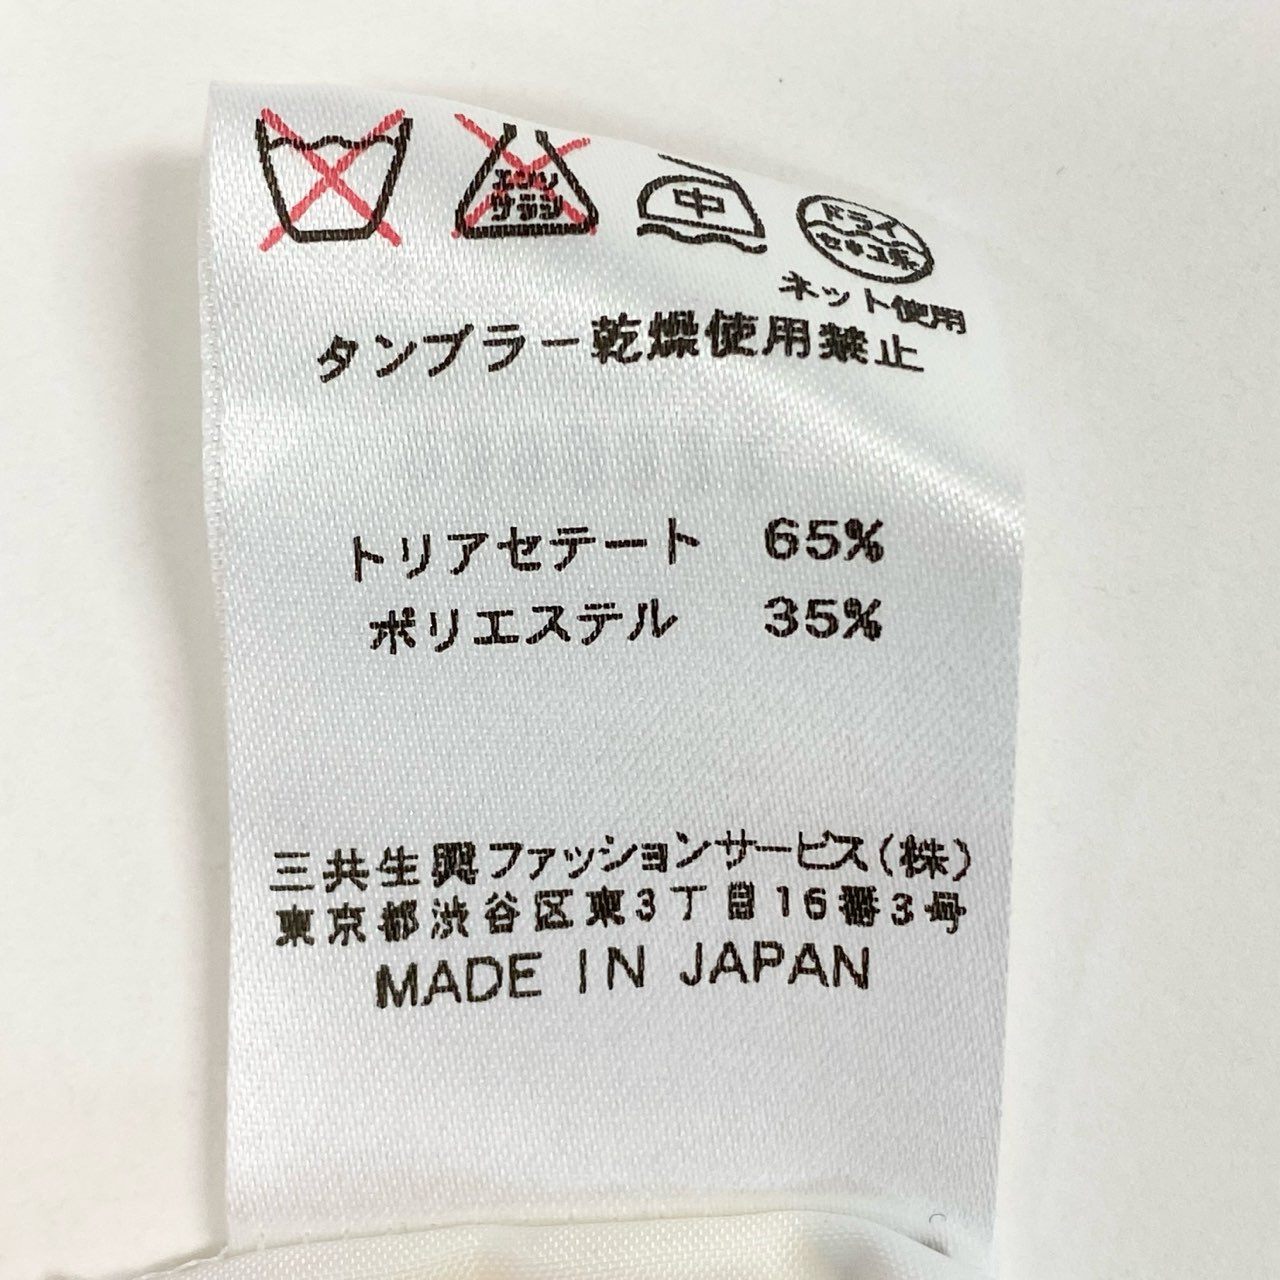 エンソ
サラシ
中
ドライ
セキユ系
ネット使用
タンブラー乾燥使用禁止
トリアセテート 65%
ポリエステル 35%
三共生興ファッションサービス(株)
東京都渋谷区東3丁目16番3号
MADE IN JAPAN